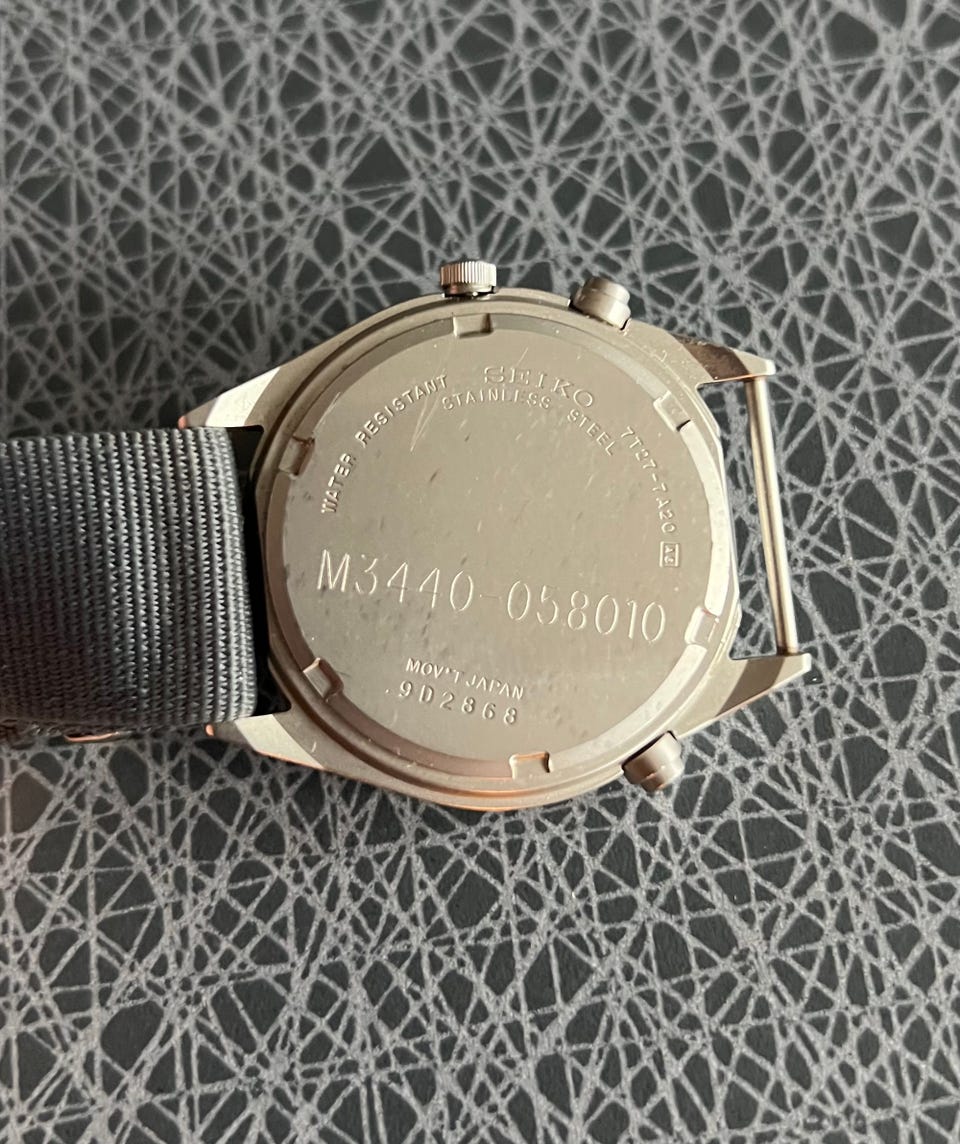 SEIKO
WATER RESISTANT
STAINLESS STEEL
7T27-7A20
M3440-058010
MOV'T JAPAN
9D2868